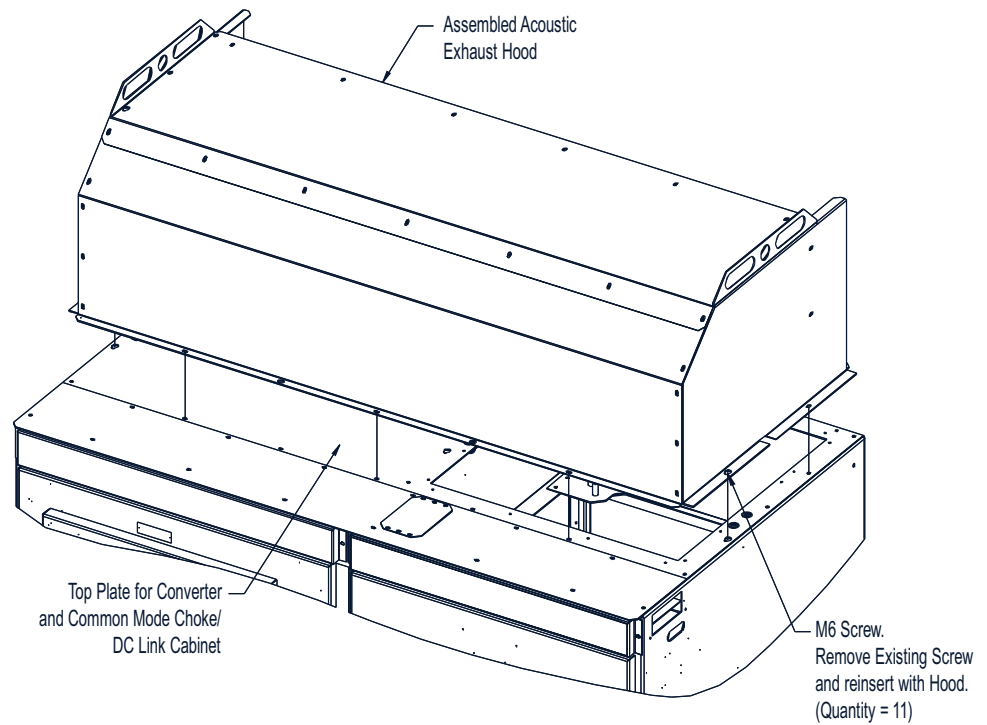 Assembled Acoustic
Exhaust Hood
Top Plate for Converter
and Common Mode Choke/
DC Link Cabinet
M6 Screw.
Remove Existing Screw
and reinsert with Hood.
(Quantity = 11)